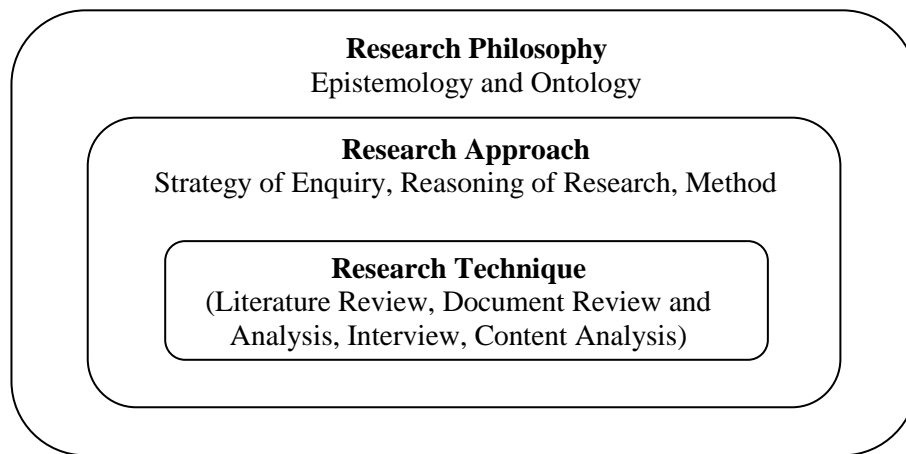 Research Philosophy
Epistemology and Ontology
Research Approach
Strategy of Enquiry, Reasoning of Research, Method
Research Technique
(Literature Review, Document Review and
Analysis, Interview, Content Analysis)